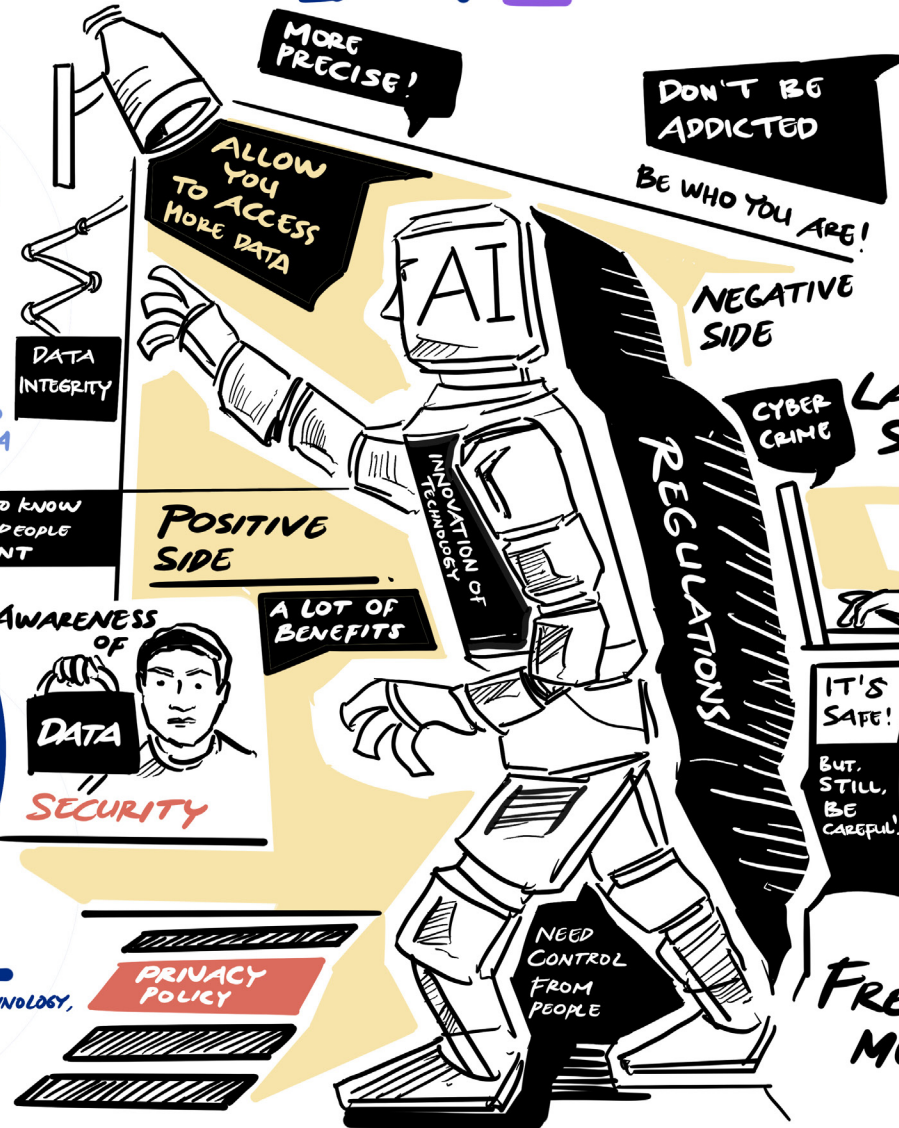 MORE
PRECISE!
DON'T BE
ADDICTED
BE WHO YOU ARE!
ALLOW
YOU
TO ACCESS
MORE DATA
AI
NEGATIVE
SIDE
DATA
INTEGRITY
CYBER
CRIME
INNOVATION OF
TECHNOLOGY
REGULATIONS
KNOW
PEOPLE
POSITIVE
SIDE
A LOT OF
BENEFITS
AWARENESS
OF
DATA
SECURITY
IT'S
SAFE!
BUT,
STILL,
BE
CAREFUL!
PRIVACY
POLICY
NEED
CONTROL
FROM
PEOPLE